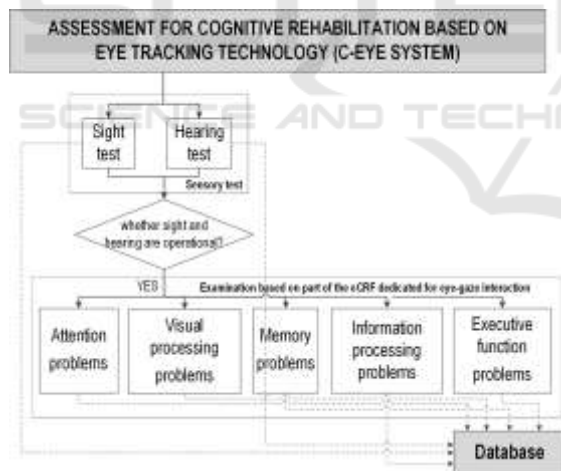 ASSESSMENT FOR COGNITIVE REHABILITATION BASED ON
EYE TRACKING TECHNOLOGY (C-EYE SYSTEM)
SCIENCE AND TECH
Sight
test
Hearing
test
Sensory test
whether sight and
hearing are operational?
YES
Examination based on part of the eCRF dedicated for eye-gaze interaction
Attention
problems
Visual
processing
problems
Memory
problems
Information
processing
problems
Executive
function
problems
Database